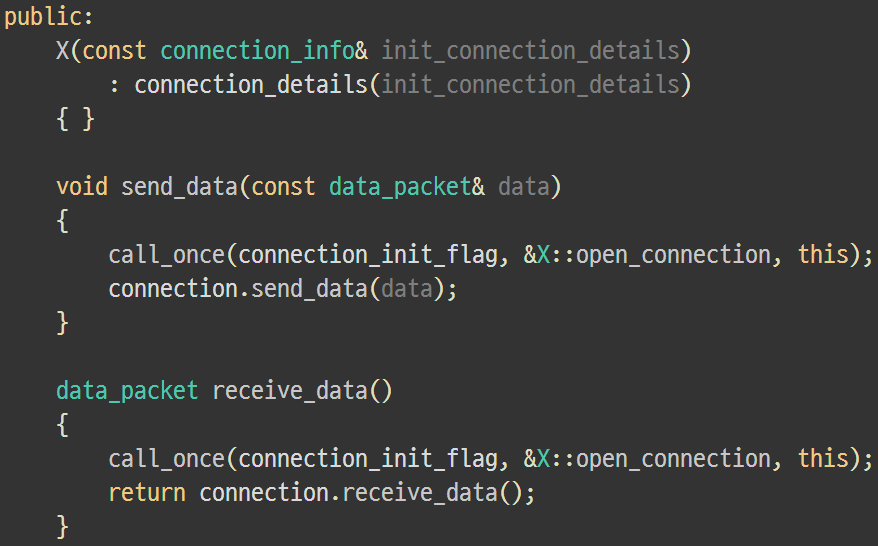 public:
    X(const connection_info& init_connection_details)
        : connection_details(init_connection_details)
    { }

    void send_data(const data_packet& data)
    {
        call_once(connection_init_flag, &X::open_connection, this);
        connection.send_data(data);
    }

    data_packet receive_data()
    {
        call_once(connection_init_flag, &X::open_connection, this);
        return connection.receive_data();
    }